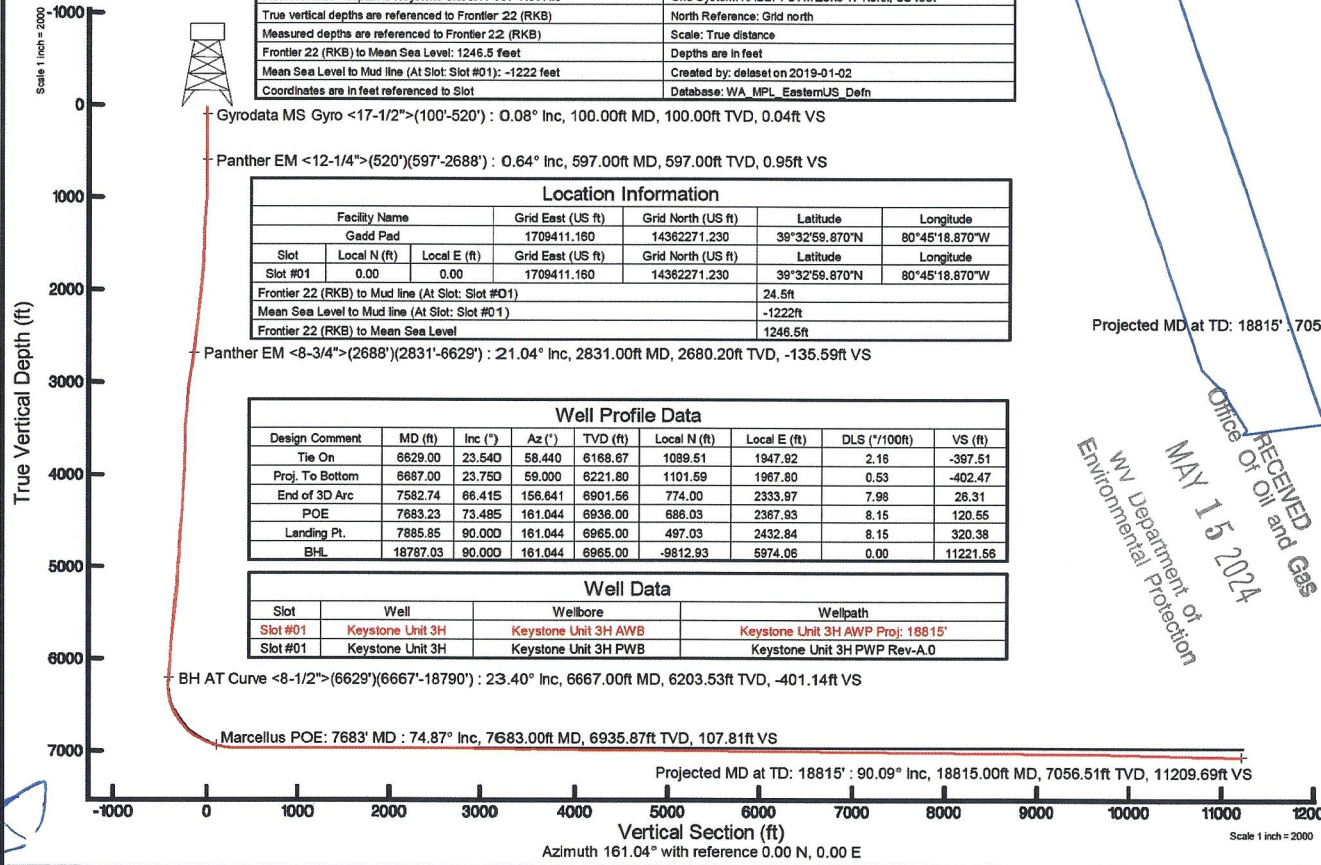 True vertical depths are referenced to Frontier 22 (RKB) North Reference: Grid north
Measured depths are referenced to Frontier 22 (RKB) Scale: True distance
Frontier 22 (RKB) to Mean Sea Level: 1246.5 feet Depths are in feet
Mean Sea Level to Mud line (At Slot: Slot #01): -1222 feet Created by: delaset on 2019-01-02
Coordinates are in feet referenced to Slot Database: WA_MPL_EasternUS_Defn
Scale 1 inch = 2000
-1000
0
1000
2000
3000
4000
5000
6000
7000
True Vertical Depth (ft)
Gyrodata MS Gyro <17-1/2">(100'-520') : 0.08° Inc, 100.00ft MD, 100.00ft TVD, 0.04ft VS
Panther EM <12-1/4">(520')(597'-2688') : 0.64° Inc, 597.00ft MD, 597.00ft TVD, 0.95ft VS
Location Information
Facility Name Grid East (US ft) Grid North (US ft) Latitude Longitude
Gadd Pad 1709411.160 14362271.230 39°32'59.870"N 80°45'18.870"W
Slot Local N (ft) Local E (ft) Grid East (US ft) Grid North (US ft) Latitude Longitude
Slot #01 0.00 0.00 1709411.160 14362271.230 39°32'59.870"N 80°45'18.870"W
Frontier 22 (RKB) to Mud line (At Slot: Slot #01) 24.5ft
Mean Sea Level to Mud line (At Slot: Slot #01) -1222ft
Frontier 22 (RKB) to Mean Sea Level 1246.5ft
Projected MD at TD: 18815' : 705
Panther EM <8-3/4">(2688')(2831'-6629') : 21.04° Inc, 2831.00ft MD, 2680.20ft TVD, -135.59ft VS
Well Profile Data
Design Comment MD (ft) Inc (°) Az (°) TVD (ft) Local N (ft) Local E (ft) DLS (°/100ft) VS (ft)
Tie On 6629.00 23.540 58.440 6168.67 1089.51 1947.92 2.16 -397.51
Proj. To Bottom 6687.00 23.750 59.000 6221.80 1101.59 1967.80 0.53 -402.47
End of 3D Arc 7582.74 66.415 156.641 6901.56 774.00 2333.97 7.98 26.31
POE 7683.23 73.485 161.044 6936.00 686.03 2367.93 8.15 120.55
Landing Pt. 7885.85 90.000 161.044 6965.00 497.03 2432.84 8.15 320.38
BHL 18787.03 90.000 161.044 6965.00 -9812.93 5974.06 0.00 11221.56
RECEIVED
Office Of Oil and Gas
MAY 15 2024
WV Department of
Environmental Protection
Well Data
Slot Well Wellbore Wellpath
Slot #01 Keystone Unit 3H Keystone Unit 3H AWB Keystone Unit 3H AWP Proj: 18815'
Slot #01 Keystone Unit 3H Keystone Unit 3H PWB Keystone Unit 3H PWP Rev-A.0
BH AT Curve <8-1/2">(6629')(6667'-18790') : 23.40° Inc, 6667.00ft MD, 6203.53ft TVD, -401.14ft VS
Marcellus POE: 7683' MD : 74.87° Inc, 7683.00ft MD, 6935.87ft TVD, 107.81ft VS
Projected MD at TD: 18815' : 90.09° Inc, 18815.00ft MD, 7056.51ft TVD, 11209.69ft VS
-1000 0 1000 2000 3000 4000 5000 6000 7000 8000 9000 10000 11000 1200
Vertical Section (ft)
Azimuth 161.04° with reference 0.00 N, 0.00 E
Scale 1 inch = 2000